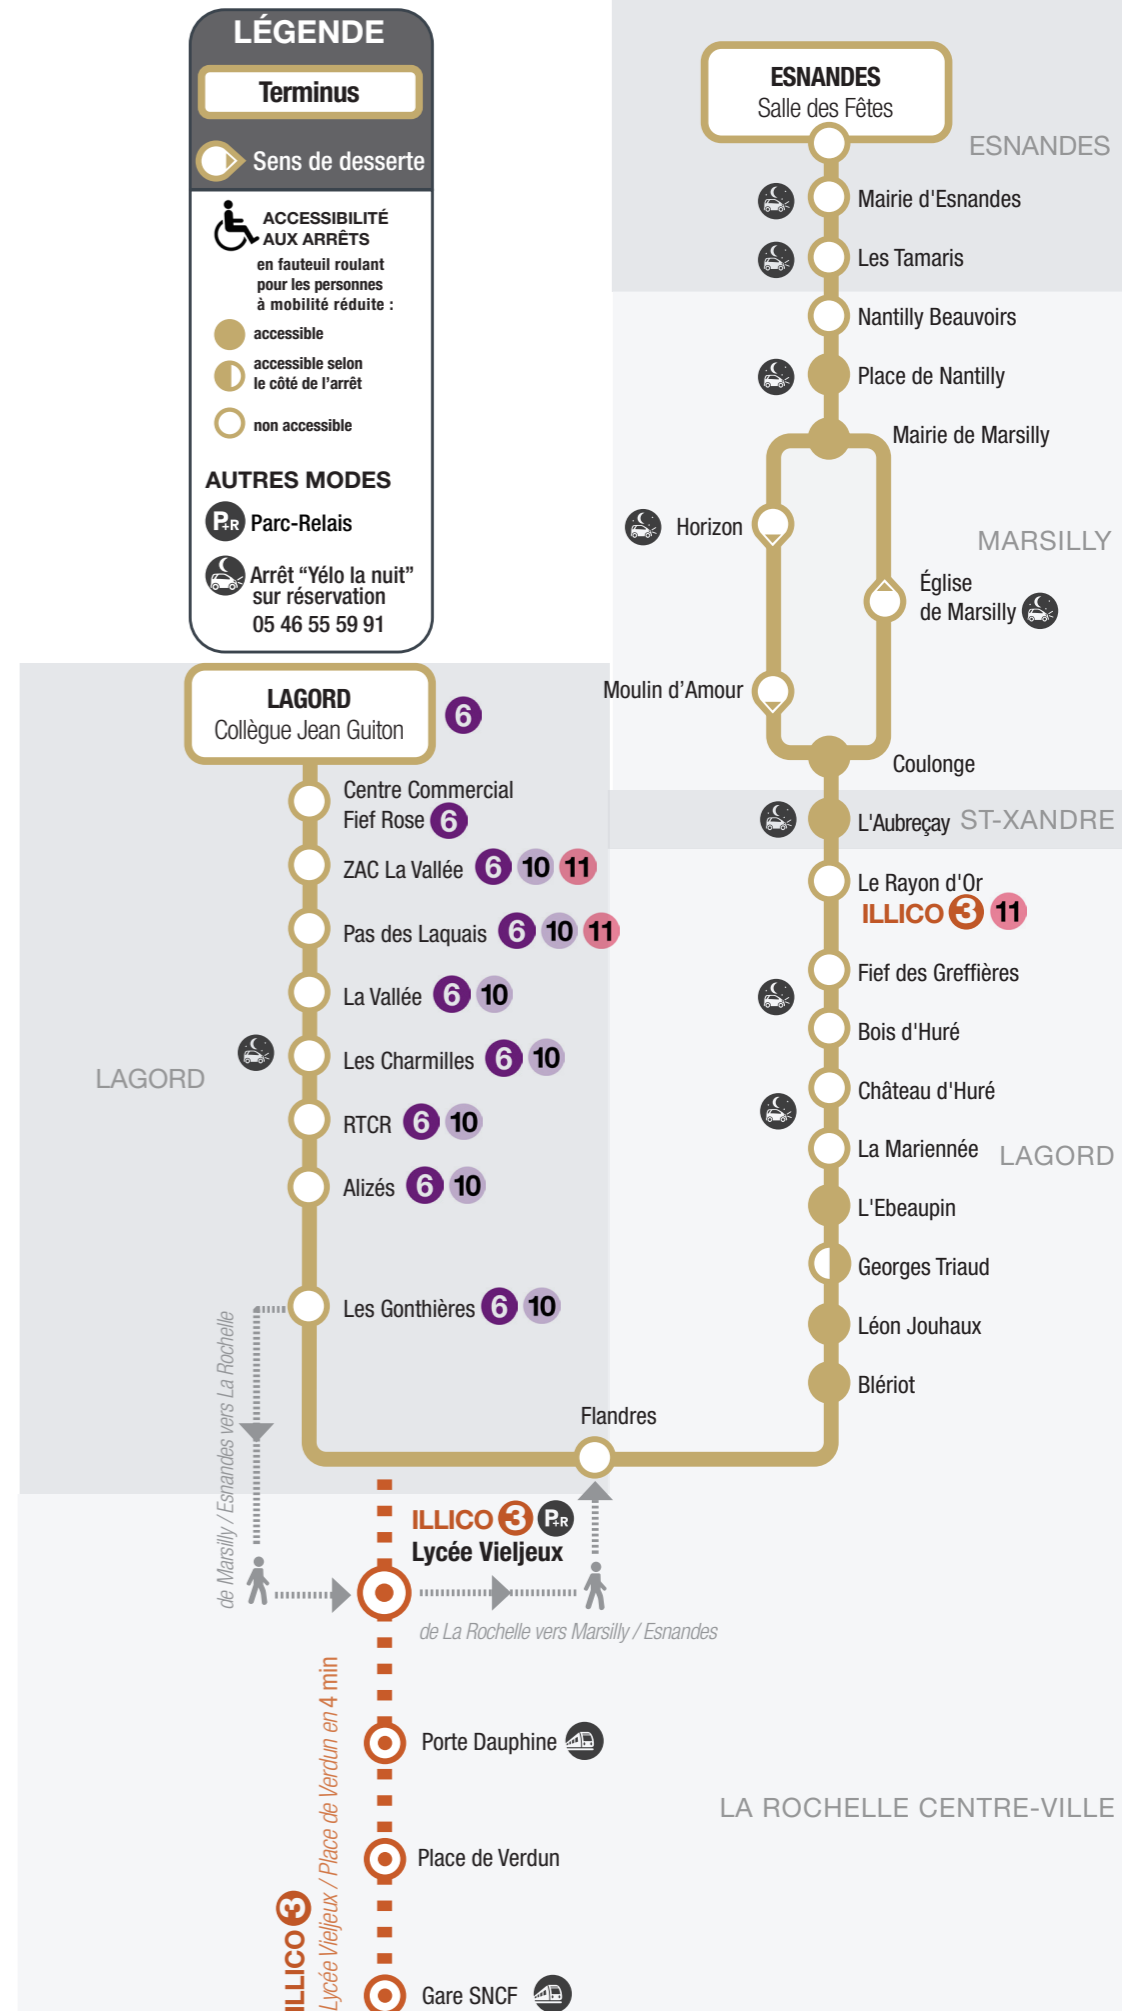 LÉGENDE
Terminus
Sens de desserte
ACCESSIBILITÉ
AUX ARRÊTS
en fauteuil roulant
pour les personnes
à mobilité réduite :
accessible
accessible selon
le côté de l'arrêt
non accessible
AUTRES MODES
P+R Parc-Relais
Arrêt “Yélo la nuit”
sur réservation
05 46 55 59 91
ESNANDES
Salle des Fêtes
ESNANDES
Mairie d'Esnandes
Les Tamaris
Nantilly Beauvoirs
Place de Nantilly
Mairie de Marsilly
Horizon
MARSILLY
Église
de Marsilly
Moulin d’Amour
Coulonge
L'Aubreçay ST-XANDRE
Le Rayon d'Or
ILLICO 3 11
Fief des Greffières
Bois d'Huré
Château d'Huré
La Mariennée LAGORD
L'Ebeaupin
Georges Triaud
Léon Jouhaux
Blériot
LAGORD
Collègue Jean Guiton
6
Centre Commercial
Fief Rose 6
ZAC La Vallée 6 10 11
Pas des Laquais 6 10 11
La Vallée 6 10
Les Charmilles 6 10
LAGORD
RTCR 6 10
Alizés 6 10
Les Gonthières 6 10
Flandres
de Marsilly / Esnandes vers La Rochelle
ILLICO 3 P+R
Lycée Vieljeux
de La Rochelle vers Marsilly / Esnandes
Porte Dauphine
LA ROCHELLE CENTRE-VILLE
Place de Verdun
ILLICO 3
Lycée Vieljeux / Place de Verdun en 4 min
Gare SNCF